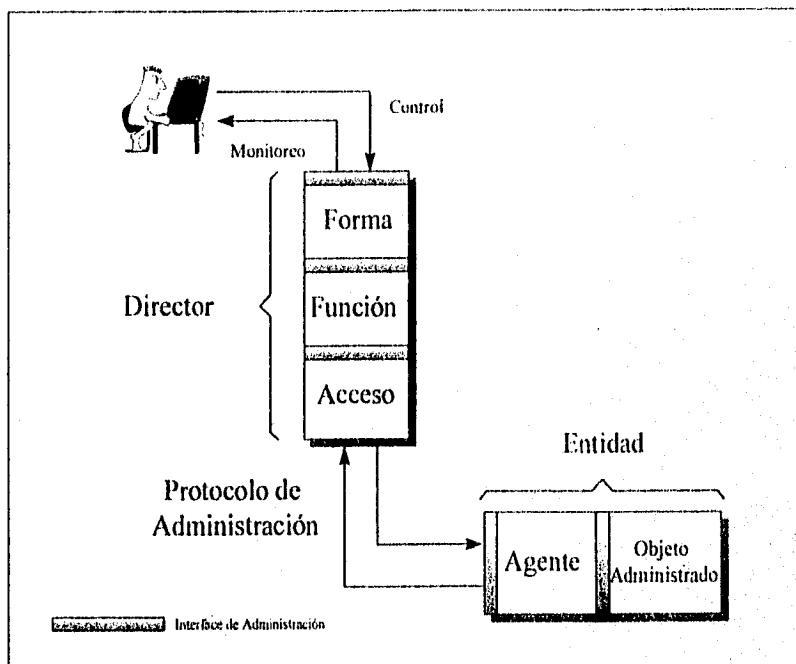 Control
Monitoreo
Forma
Director
Función
Acceso
Entidad
Protocolo de
Administración
Agente
Objeto
Administrado
Interface de Administración